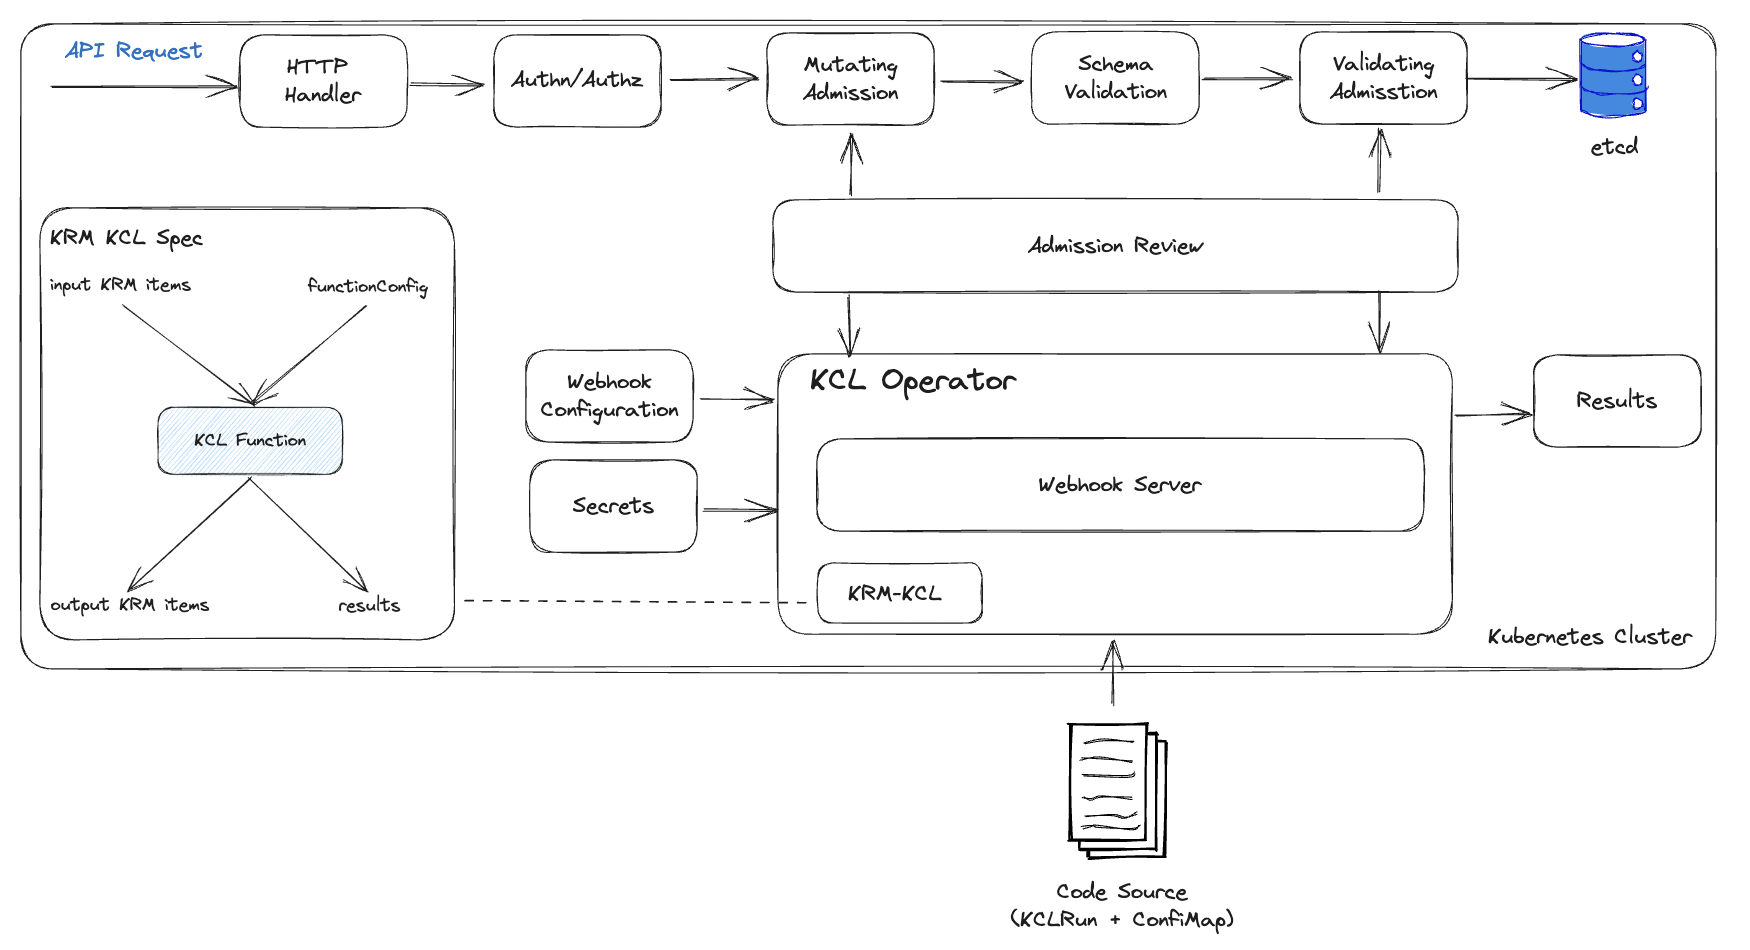 API Request
HTTP
Handler
Authn/Authz
Mutating
Admission
Schema
Validation
Validating
Admisstion
etcd
KRM KCL Spec
input KRM items
functionConfig
KCL Function
output KRM items
results
Admission Review
Webhook
Configuration
Secrets
KCL Operator
Webhook Server
KRM-KCL
Results
Kubernetes Cluster
Code Source
(KCLRun + ConfiMap)